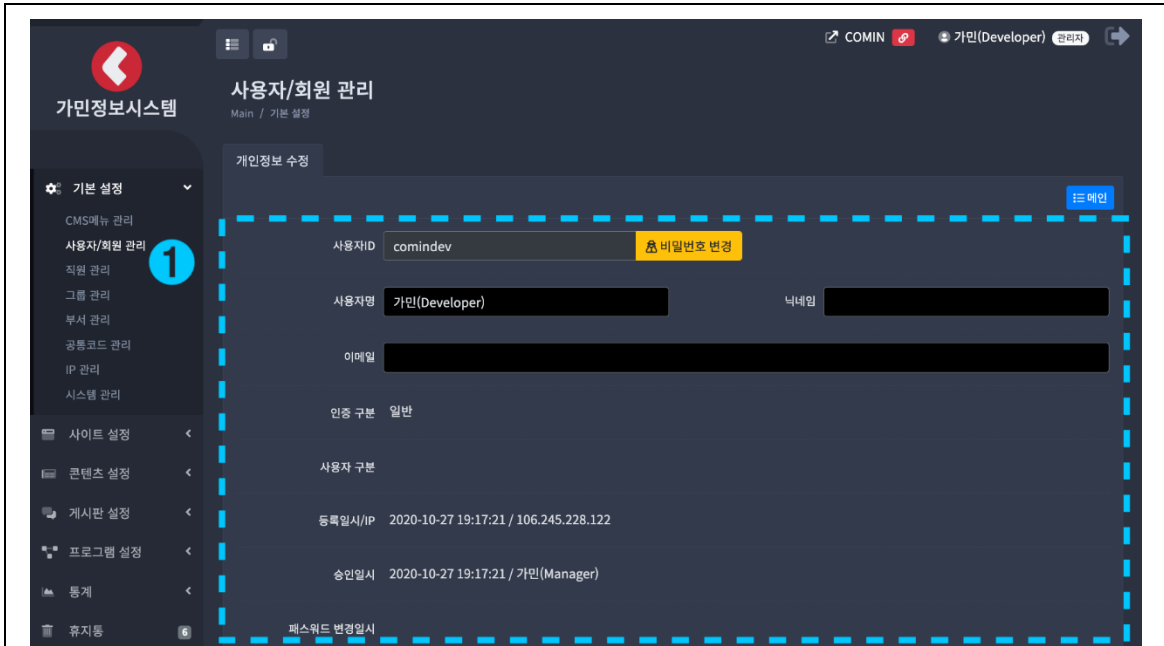 COMIN
가민(Developer) 관리자
가민정보시스템
사용자/회원 관리
Main / 기본 설정
개인정보 수정
메인
기본 설정
CMS메뉴 관리
사용자/회원 관리
1
직원 관리
그룹 관리
부서 관리
공통코드 관리
IP 관리
시스템 관리
사이트 설정
콘텐츠 설정
게시판 설정
프로그램 설정
통계
휴지통 6
사용자ID comindev 비밀번호 변경
사용자명 가민(Developer) 닉네임
이메일
인증 구분 일반
사용자 구분
등록일시/IP 2020-10-27 19:17:21 / 106.245.228.122
승인일시 2020-10-27 19:17:21 / 가민(Manager)
패스워드 변경일시